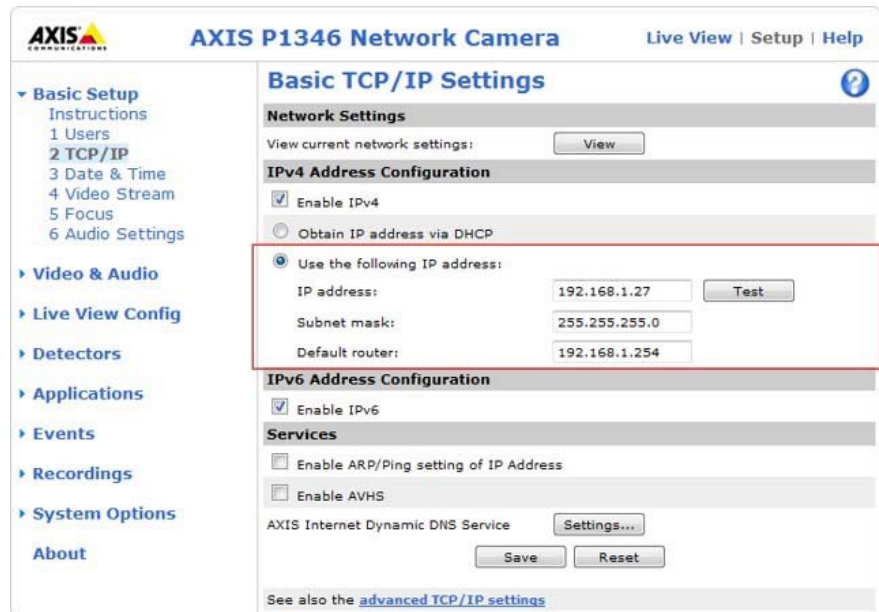 AXIS
COMMUNICATIONS
AXIS P1346 Network Camera
Live View | Setup | Help
Basic Setup
Instructions
1 Users
2 TCP/IP
3 Date & Time
4 Video Stream
5 Focus
6 Audio Settings
Video & Audio
Live View Config
Detectors
Applications
Events
Recordings
System Options
About
Basic TCP/IP Settings
?
Network Settings
View current network settings: View
IPv4 Address Configuration
Enable IPv4
Obtain IP address via DHCP
Use the following IP address:
IP address: 192.168.1.27 Test
Subnet mask: 255.255.255.0
Default router: 192.168.1.254
IPv6 Address Configuration
Enable IPv6
Services
Enable ARP/Ping setting of IP Address
Enable AVHS
AXIS Internet Dynamic DNS Service Settings...
Save Reset
See also the advanced TCP/IP settings